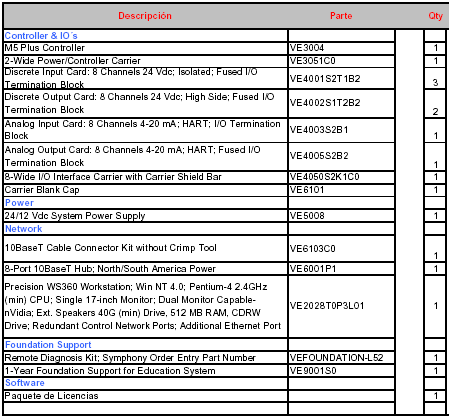 Descripción Parte Qty
Controller & IO´s
M5 Plus Controller VE3004 1
2-Wide Power/Controller Carrier VE3051C0 1
Discrete Input Card: 8 Channels 24 Vdc; Isolated; Fused I/O
Termination Block VE4001S2T1B2 3
Discrete Output Card: 8 Channels 24 Vdc; High Side; Fused I/O
Termination Block VE4002S1T2B2 2
Analog Input Card: 8 Channels 4-20 mA; HART; I/O Termination
Block VE4003S2B1 1
Analog Output Card: 8 Channels 4-20 mA; HART; Fused I/O
Termination Block VE4005S2B2 1
8-Wide I/O Interface Carrier with Carrier Shield Bar VE4050S2K1C0 1
Carrier Blank Cap VE6101 1
Power
24/12 Vdc System Power Supply VE5008 1
Network
10BaseT Cable Connector Kit without Crimp Tool VE6103C0 1
8-Port 10BaseT Hub; North/South America Power VE6001P1 1
Precision WS360 Workstation; Win NT 4.0; Pentium-4 2.4GHz
(min) CPU; Single 17-inch Monitor; Dual Monitor Capable-
nVidia; Ext. Speakers 40G (min) Drive, 512 MB RAM, CDRW
Drive; Redundant Control Network Ports; Additional Ethernet Port VE2028T0P3L01 1
Foundation Support
Remote Diagnosis Kit; Symphony Order Entry Part Number VEFOUNDATION-L52 1
1-Year Foundation Support for Education System VE9001S0 1
Software
Paquete de Licencias 1